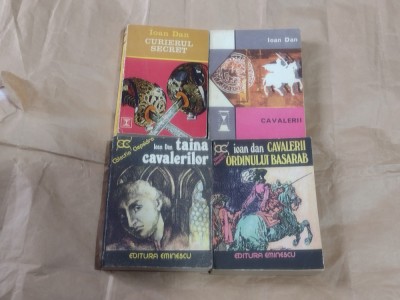 Ioan Dan
CURIERUL
SECRET
Ioan Dan
CAVALERII
Ioan Dan taina
cavalerilor
EDITURA EMINESCU
ioan dan CAVALERII
ORDINULUI BASARAB
EDITURA EMINESCU